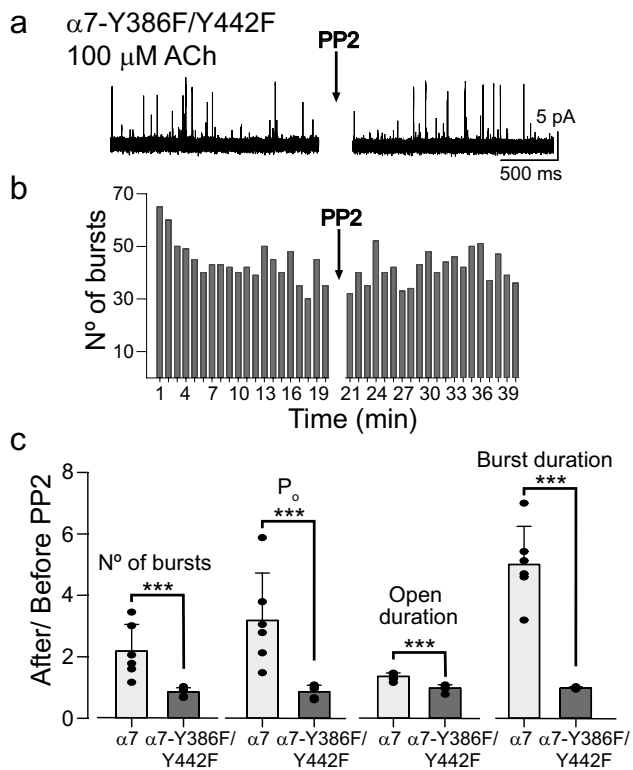 a
α7-Y386F/Y442F
100 μM ACh
PP2
5 pA
500 ms
b
Nº of bursts
70
50
30
10
PP2
1 4 7 10 13 16 19 21 24 27 30 33 36 39
Time (min)
c
After/ Before PP2
8
6
4
2
0
Nº of bursts
***
Po
***
Open
duration
***
Burst duration
***
α7 α7-Y386F/
Y442F
α7 α7-Y386F/
Y442F
α7 α7-Y386F/
Y442F
α7 α7-Y386F/
Y442F